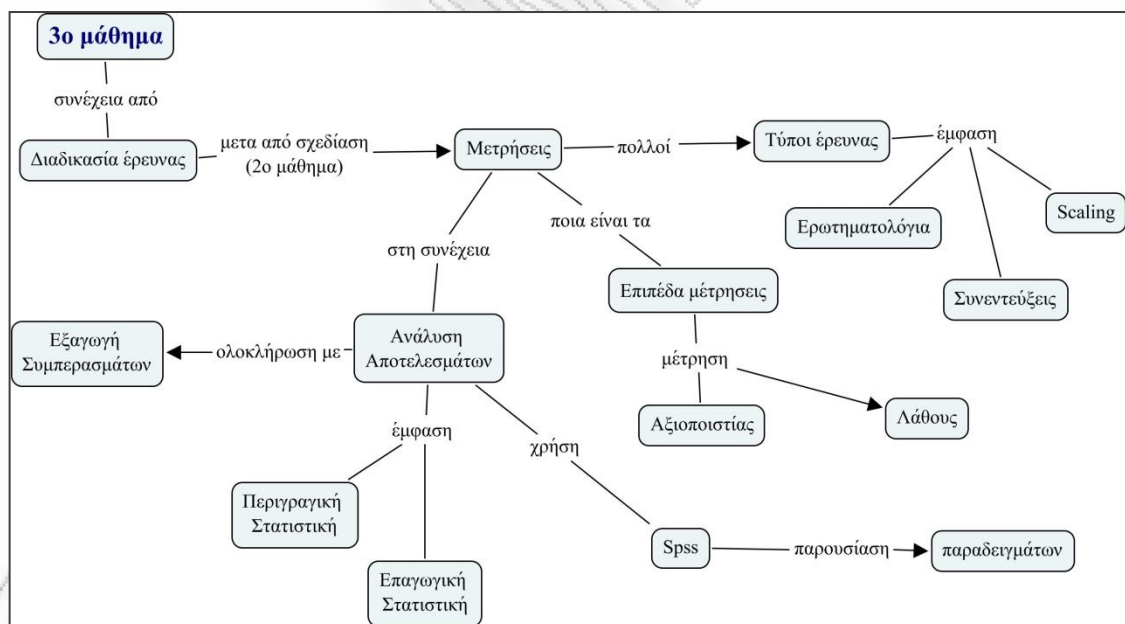 3ο μάθημα
συνέχεια από
Διαδικασία έρευνας
μετα από σχεδίαση
(2ο μάθημα)
Μετρήσεις
πολλοί
Τύποι έρευνας
έμφαση
Ερωτηματολόγια
Scaling
Συνεντεύξεις
ποια είναι τα
Επιπέδα μέτρησεις
μέτρηση
Αξιοποιστίας
Λάθους
στη συνέχεια
Ανάλυση
Αποτελεσμάτων
ολοκλήρωση με
Εξαγωγή
Συμπερασμάτων
έμφαση
Περιγραγική
Στατιστική
Επαγωγική
Στατιστική
χρήση
Spss
παρουσίαση
παραδειγμάτων